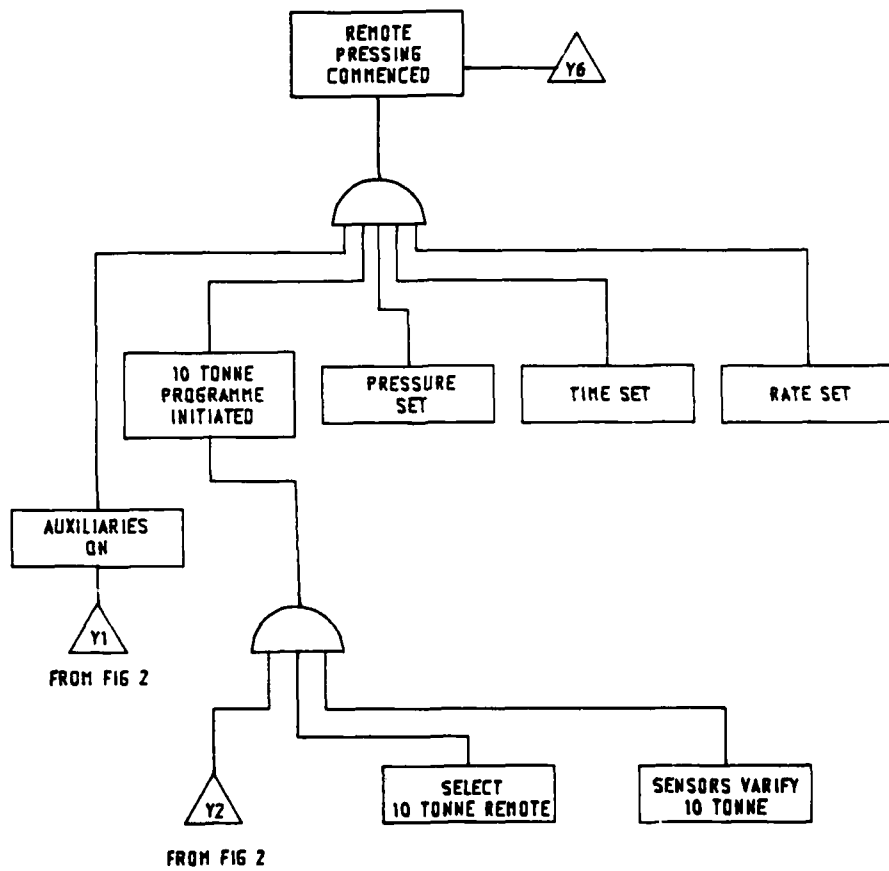 REMOTE
PRESSING
COMMENCED
Y6
10 TONNE
PROGRAMME
INITIATED
PRESSURE
SET
TIME SET
RATE SET
AUXILIARIES
ON
Y1
FROM FIG 2
Y2
FROM FIG 2
SELECT
10 TONNE REMOTE
SENSORS VARIFY
10 TONNE